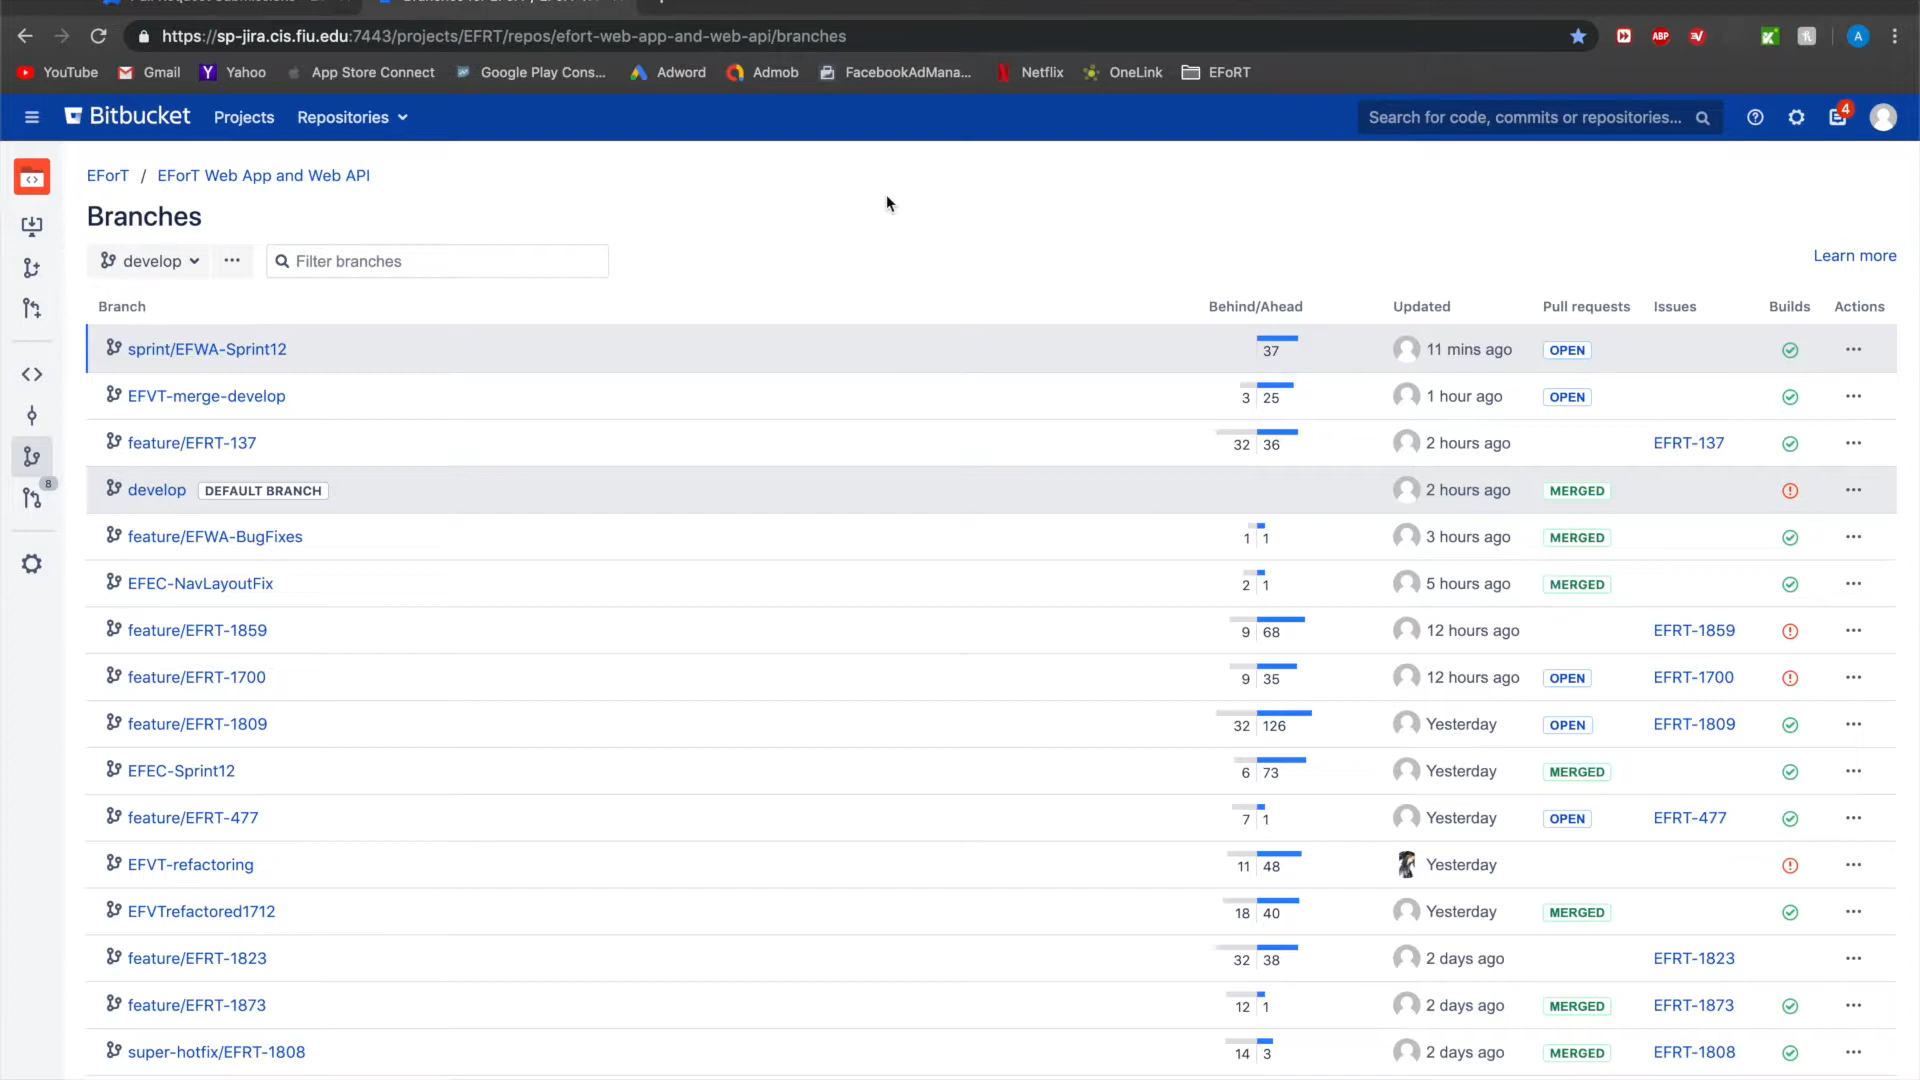 https://sp-jira.cis.fiu.edu:7443/projects/EFRT/repos/efort-web-app-and-web-api/branches
ABP
A
YouTube Gmail Yahoo App Store Connect Google Play Cons... Adword Admob FacebookAdMana... Netflix OneLink EFoRT
Bitbucket Projects Repositories Search for code, commits or repositories... 4
EForT / EForT Web App and Web API
Branches
develop Filter branches Learn more
Branch Behind/Ahead Updated Pull requests Issues Builds Actions
sprint/EFWA-Sprint12 37 11 mins ago OPEN
EFVT-merge-develop 3 25 1 hour ago OPEN
feature/EFRT-137 32 36 2 hours ago EFRT-137
develop DEFAULT BRANCH 2 hours ago MERGED
8
feature/EFWA-BugFixes 1 1 3 hours ago MERGED
EFEC-NavLayoutFix 2 1 5 hours ago MERGED
feature/EFRT-1859 9 68 12 hours ago EFRT-1859
feature/EFRT-1700 9 35 12 hours ago OPEN EFRT-1700
feature/EFRT-1809 32 126 Yesterday OPEN EFRT-1809
EFEC-Sprint12 6 73 Yesterday MERGED
feature/EFRT-477 7 1 Yesterday OPEN EFRT-477
EFVT-refactoring 11 48 Yesterday
EFVTrefactored1712 18 40 Yesterday MERGED
feature/EFRT-1823 32 38 2 days ago EFRT-1823
feature/EFRT-1873 12 1 2 days ago MERGED EFRT-1873
super-hotfix/EFRT-1808 14 3 2 days ago MERGED EFRT-1808